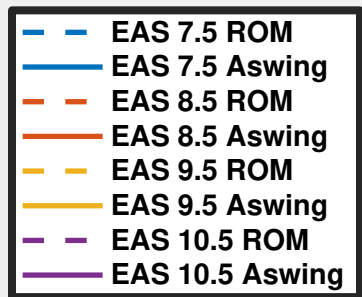 EAS 7.5 ROM
EAS 7.5 Aswing
EAS 8.5 ROM
EAS 8.5 Aswing
EAS 9.5 ROM
EAS 9.5 Aswing
EAS 10.5 ROM
EAS 10.5 Aswing